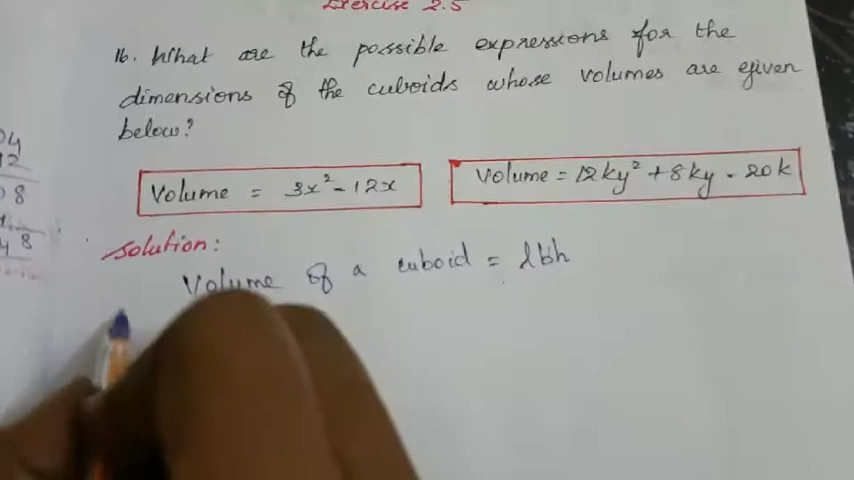 Exercise 2.5
16. What are the possible expressions for the
dimensions of the cuboids whose volumes are given
below?
Volume = 3x² - 12x
Volume = 12ky² + 8ky - 20k
Solution:
Volume of a cuboid = lbh